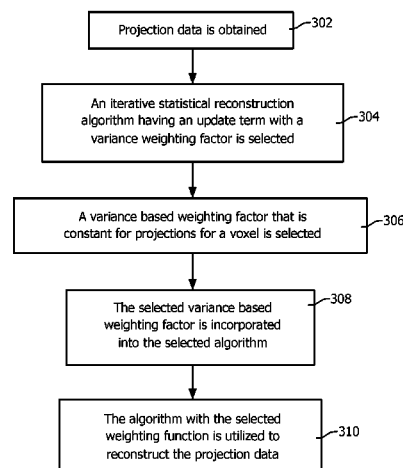 Projection data is obtained
302
An iterative statistical reconstruction
algorithm having an update term with a
variance weighting factor is selected
304
A variance based weighting factor that is
constant for projections for a voxel is selected
306
The selected variance based
weighting factor is incorporated
into the selected algorithm
308
The algorithm with the selected
weighting function is utilized to
reconstruct the projection data
310